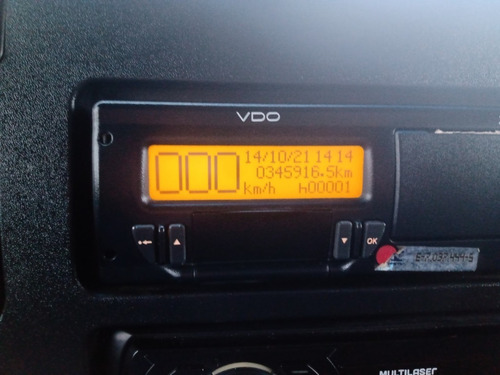 VDO
000 14/10/21 14 14
0345916.5km
km/h h00001
OK
MULTILASER